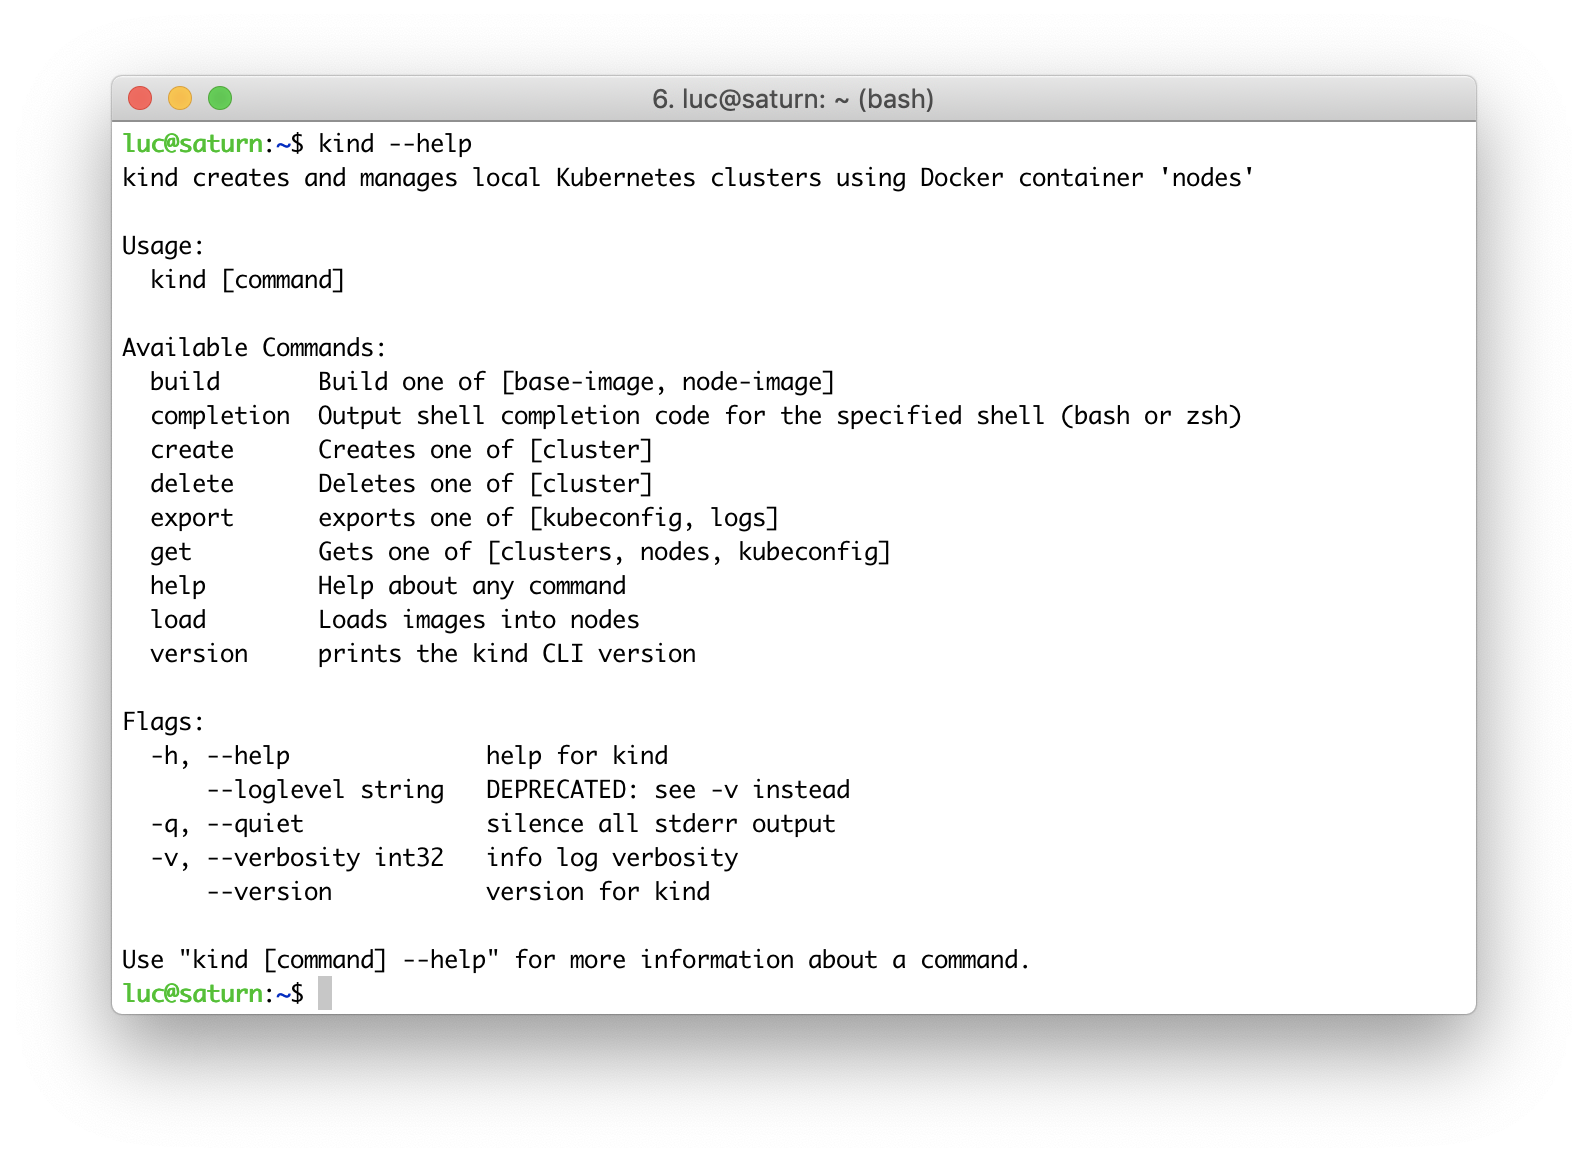 6. luc@saturn: ~ (bash)
luc@saturn:~$ kind --help
kind creates and manages local Kubernetes clusters using Docker container 'nodes'

Usage:
  kind [command]

Available Commands:
  build       Build one of [base-image, node-image]
  completion  Output shell completion code for the specified shell (bash or zsh)
  create      Creates one of [cluster]
  delete      Deletes one of [cluster]
  export      exports one of [kubeconfig, logs]
  get         Gets one of [clusters, nodes, kubeconfig]
  help        Help about any command
  load        Loads images into nodes
  version     prints the kind CLI version

Flags:
  -h, --help              help for kind
      --loglevel string   DEPRECATED: see -v instead
  -q, --quiet             silence all stderr output
  -v, --verbosity int32   info log verbosity
      --version           version for kind

Use "kind [command] --help" for more information about a command.
luc@saturn:~$